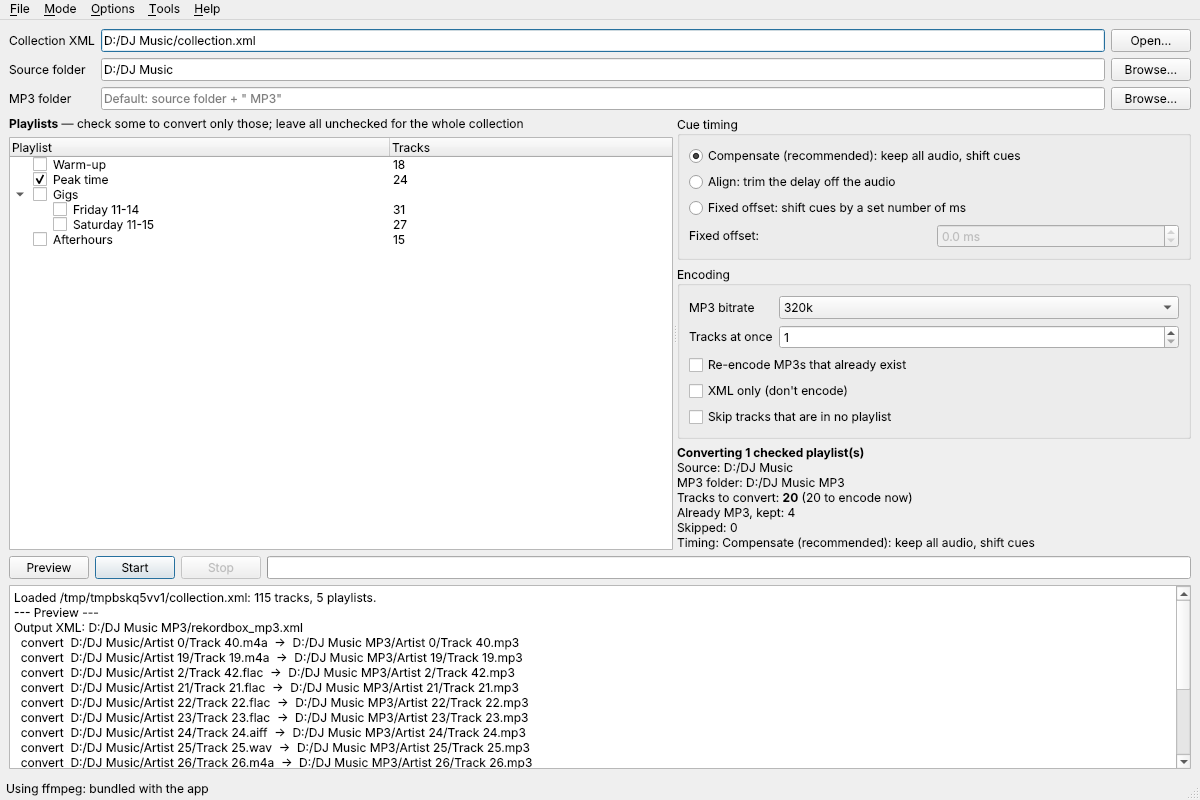 File Mode Options Tools Help
Collection XML D:/DJ Music/collection.xml Open...
Source folder D:/DJ Music Browse...
MP3 folder Default: source folder + " MP3" Browse...
Playlists — check some to convert only those; leave all unchecked for the whole collection
Playlist Tracks
Warm-up 18
Peak time 24
Gigs
Friday 11-14 31
Saturday 11-15 27
Afterhours 15
Cue timing
Compensate (recommended): keep all audio, shift cues
Align: trim the delay off the audio
Fixed offset: shift cues by a set number of ms
Fixed offset: 0.0 ms
Encoding
MP3 bitrate 320k
Tracks at once 1
Re-encode MP3s that already exist
XML only (don't encode)
Skip tracks that are in no playlist
Converting 1 checked playlist(s)
Source: D:/DJ Music
MP3 folder: D:/DJ Music MP3
Tracks to convert: 20 (20 to encode now)
Already MP3, kept: 4
Skipped: 0
Timing: Compensate (recommended): keep all audio, shift cues
Preview Start Stop
Loaded /tmp/tmpbskq5vv1/collection.xml: 115 tracks, 5 playlists.
--- Preview ---
Output XML: D:/DJ Music MP3/rekordbox_mp3.xml
convert D:/DJ Music/Artist 0/Track 40.m4a → D:/DJ Music MP3/Artist 0/Track 40.mp3
convert D:/DJ Music/Artist 19/Track 19.m4a → D:/DJ Music MP3/Artist 19/Track 19.mp3
convert D:/DJ Music/Artist 2/Track 42.flac → D:/DJ Music MP3/Artist 2/Track 42.mp3
convert D:/DJ Music/Artist 21/Track 21.flac → D:/DJ Music MP3/Artist 21/Track 21.mp3
convert D:/DJ Music/Artist 22/Track 22.flac → D:/DJ Music MP3/Artist 22/Track 22.mp3
convert D:/DJ Music/Artist 23/Track 23.flac → D:/DJ Music MP3/Artist 23/Track 23.mp3
convert D:/DJ Music/Artist 24/Track 24.aiff → D:/DJ Music MP3/Artist 24/Track 24.mp3
convert D:/DJ Music/Artist 25/Track 25.wav → D:/DJ Music MP3/Artist 25/Track 25.mp3
convert D:/DJ Music/Artist 26/Track 26.m4a → D:/DJ Music MP3/Artist 26/Track 26.mp3
Using ffmpeg: bundled with the app